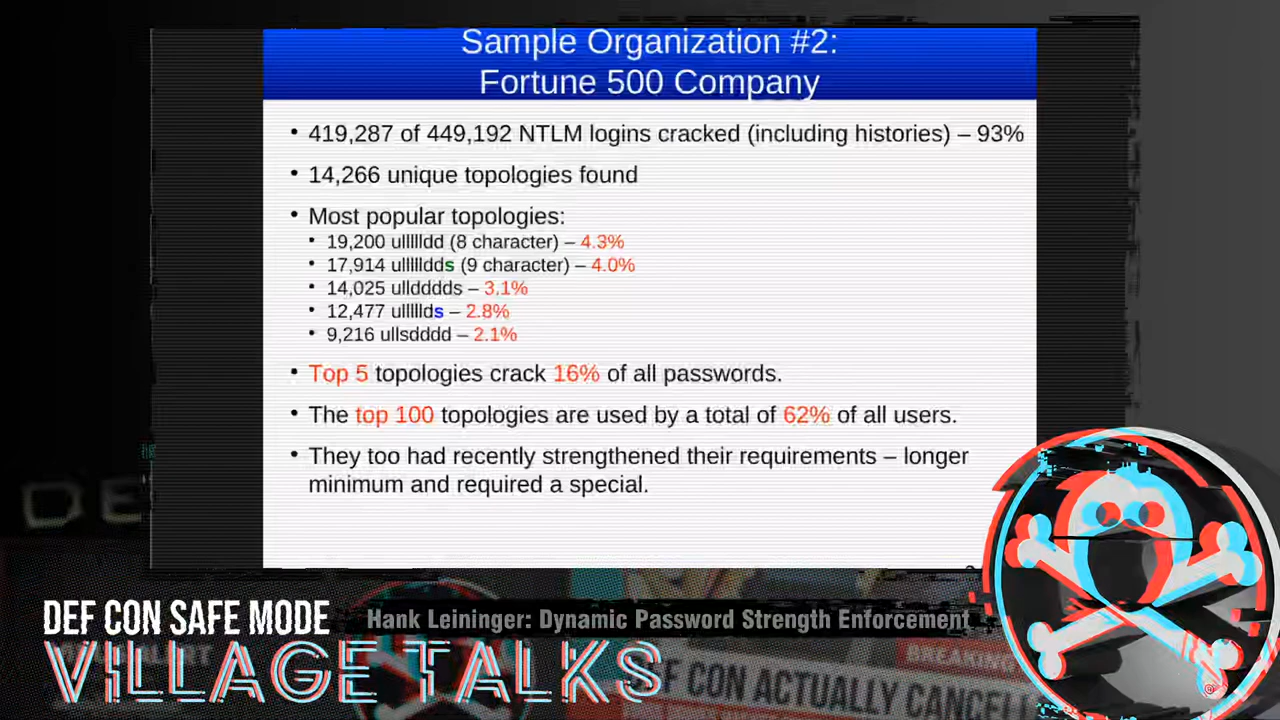 Sample Organization #2:
Fortune 500 Company
• 419,287 of 449,192 NTLM logins cracked (including histories) – 93%
• 14,266 unique topologies found
• Most popular topologies:
• 19,200 ullllldd (8 character) – 4.3%
• 17,914 ullllldds (9 character) – 4.0%
• 14,025 ulldddds – 3.1%
• 12,477 ulllllds – 2.8%
• 9,216 ullsdddd – 2.1%
• Top 5 topologies crack 16% of all passwords.
• The top 100 topologies are used by a total of 62% of all users.
• They too had recently strengthened their requirements – longer
minimum and required a special.
DE
DEF CON SAFE MODE
Hank Leininger: Dynamic Password Strength Enforcement
VILLAGE TALKS
BREAKIN
DEF CON ACTUALLY CANCELL